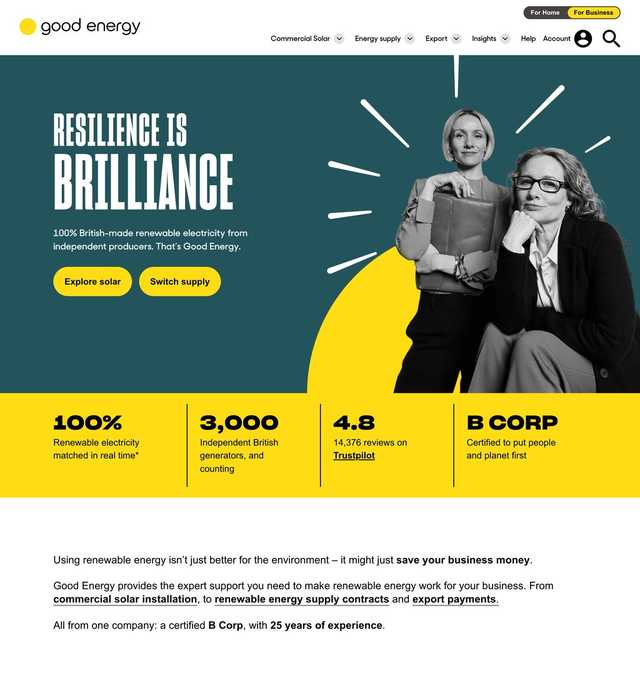 For Home
For Business
good energy
Commercial Solar
Energy supply
Export
Insights
Help
Account
RESILIENCE IS
BRILLIANCE
100% British-made renewable electricity from
independent producers. That's Good Energy.
Explore solar
Switch supply
100%
Renewable electricity
matched in real time*
3,000
Independent British
generators, and
counting
4.8
14,376 reviews on
Trustpilot
B CORP
Certified to put people
and planet first
Using renewable energy isn't just better for the environment – it might just save your business money.
Good Energy provides the expert support you need to make renewable energy work for your business. From
commercial solar installation, to renewable energy supply contracts and export payments.
All from one company: a certified B Corp, with 25 years of experience.